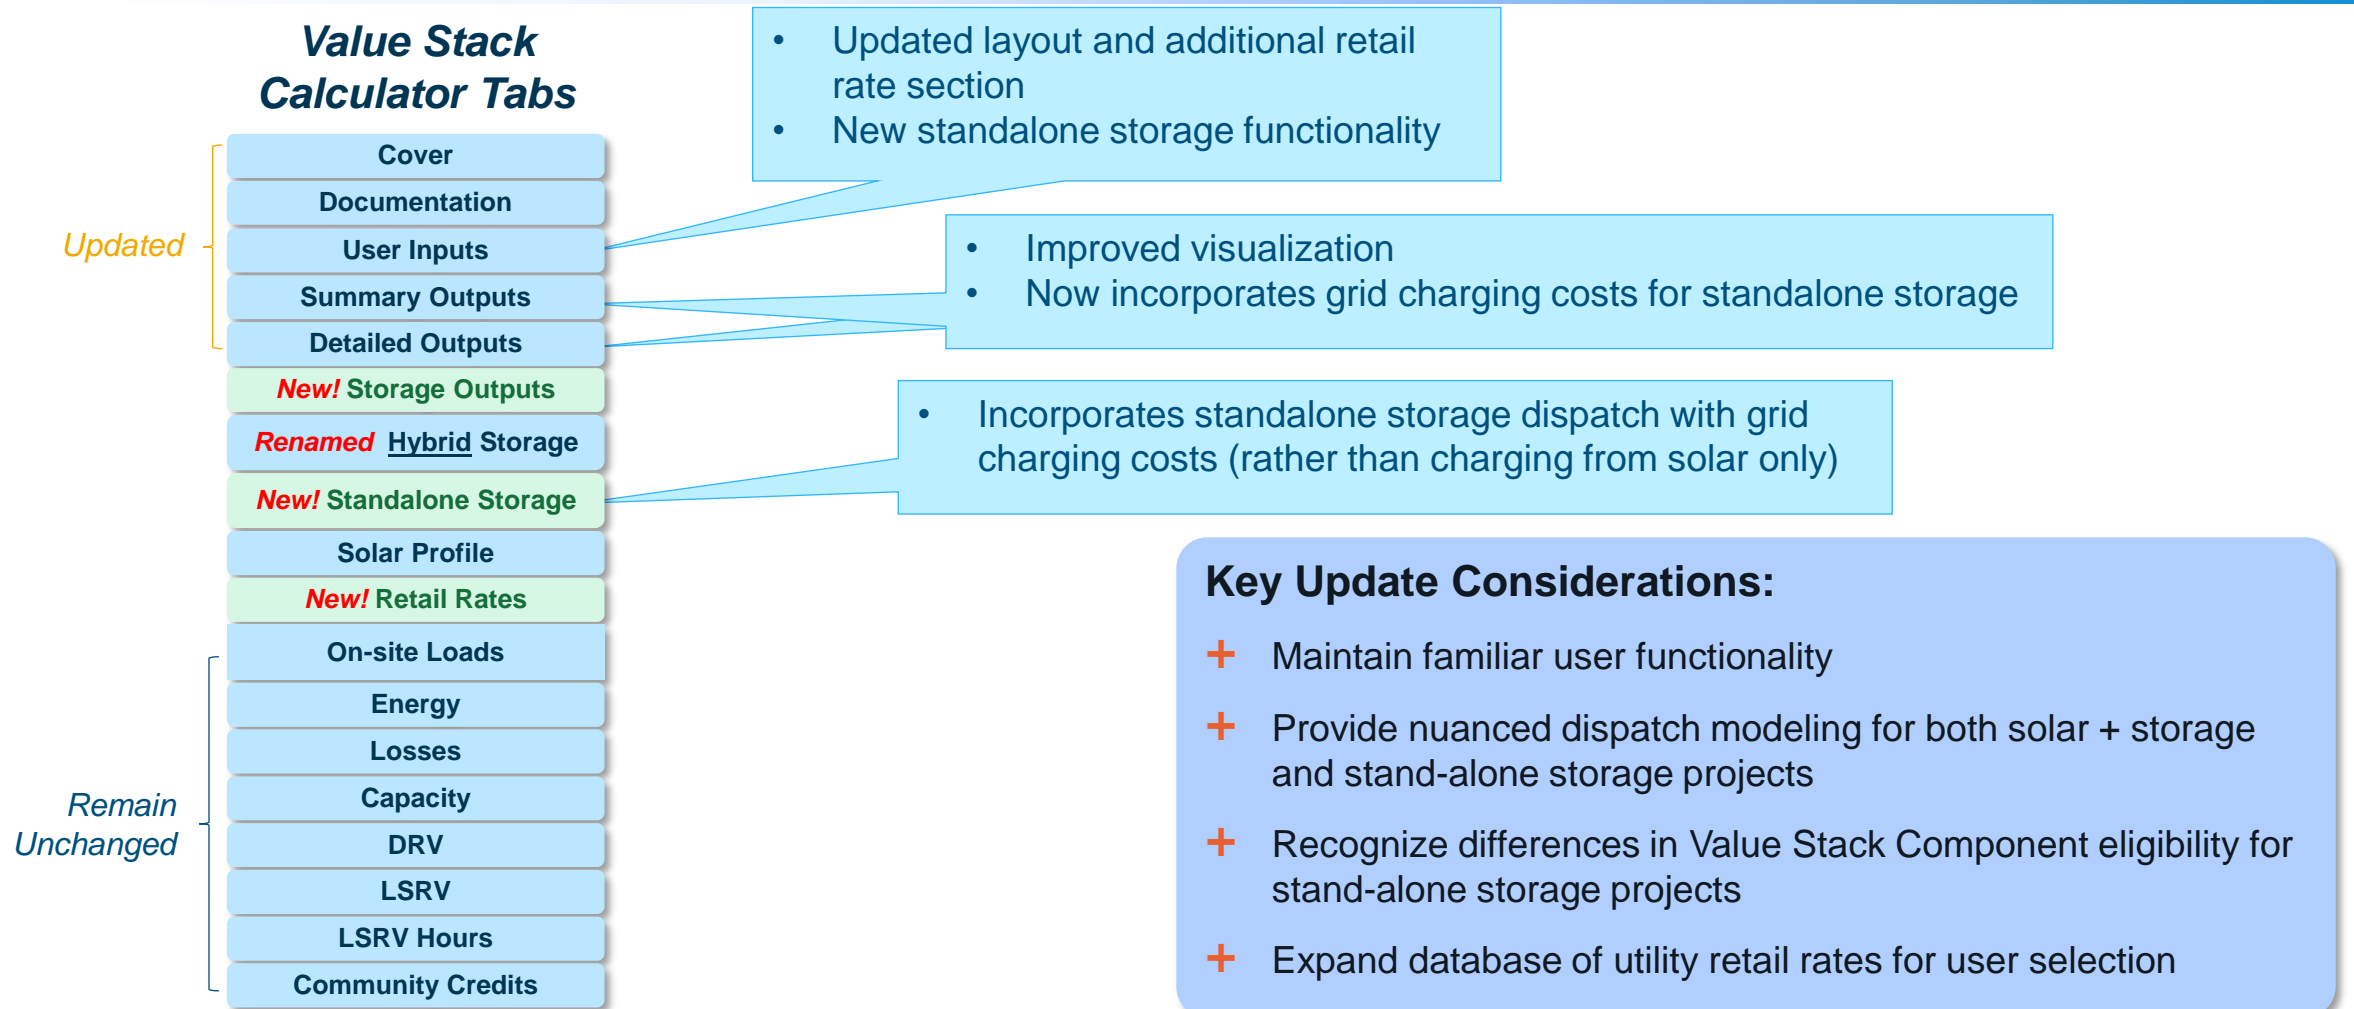 Value Stack
Calculator Tabs
Updated
Cover
Documentation
User Inputs
Summary Outputs
Detailed Outputs
New! Storage Outputs
Renamed Hybrid Storage
New! Standalone Storage
Solar Profile
New! Retail Rates
Remain
Unchanged
On-site Loads
Energy
Losses
Capacity
DRV
LSRV
LSRV Hours
Community Credits
• Updated layout and additional retail
rate section
• New standalone storage functionality
• Improved visualization
• Now incorporates grid charging costs for standalone storage
• Incorporates standalone storage dispatch with grid
charging costs (rather than charging from solar only)
Key Update Considerations:
+ Maintain familiar user functionality
+ Provide nuanced dispatch modeling for both solar + storage
and stand-alone storage projects
+ Recognize differences in Value Stack Component eligibility for
stand-alone storage projects
+ Expand database of utility retail rates for user selection